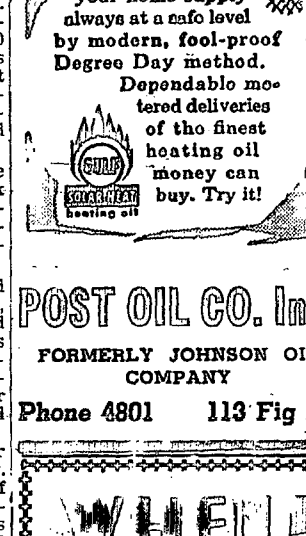 your home supply
always at a safe level
by modern, fool-proof
Degree Day method.
Dependable mo-
tered deliveries
of the finest
heating oil
money can
buy. Try it!
GULF
SOLAR HEAT
heating oil
POST OIL CO. In
FORMERLY JOHNSON OI
COMPANY
Phone 4801 113 Fig